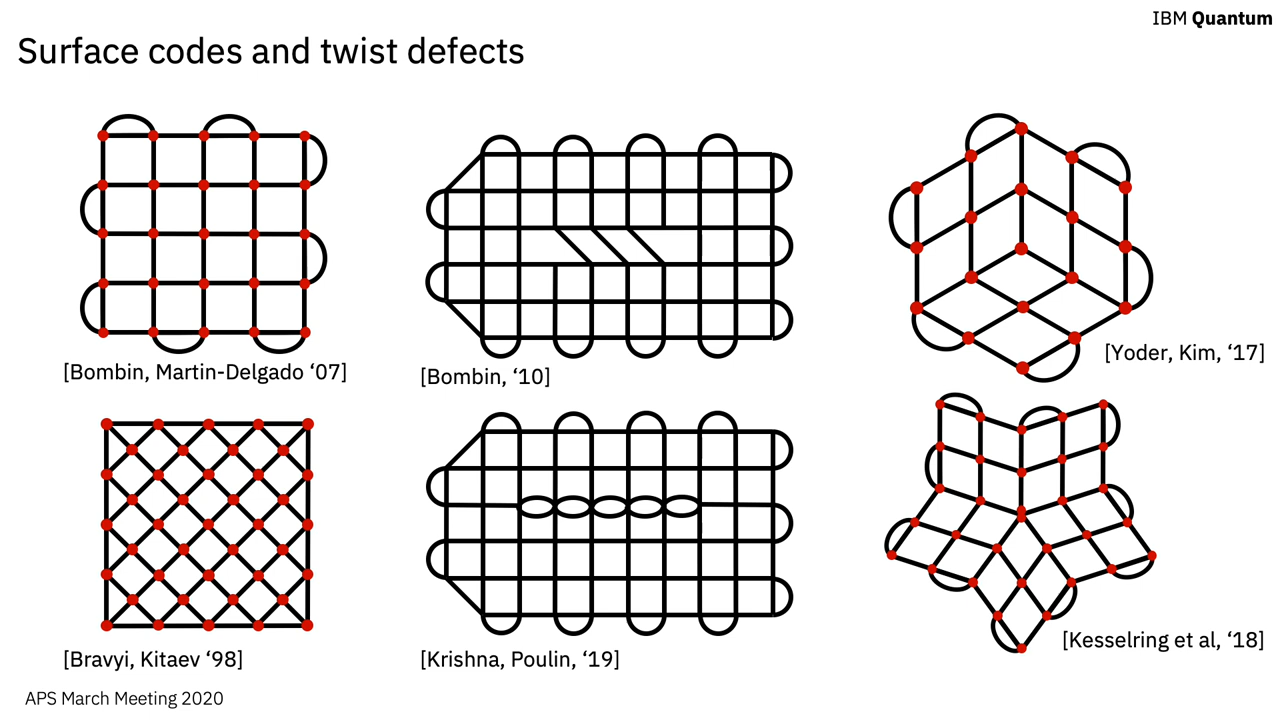 IBM Quantum
Surface codes and twist defects
[Bombin, Martin-Delgado ‘07]
[Bombin, ‘10]
[Yoder, Kim, ‘17]
[Bravyi, Kitaev ‘98]
[Krishna, Poulin, ‘19]
[Kesselring et al, ‘18]
APS March Meeting 2020